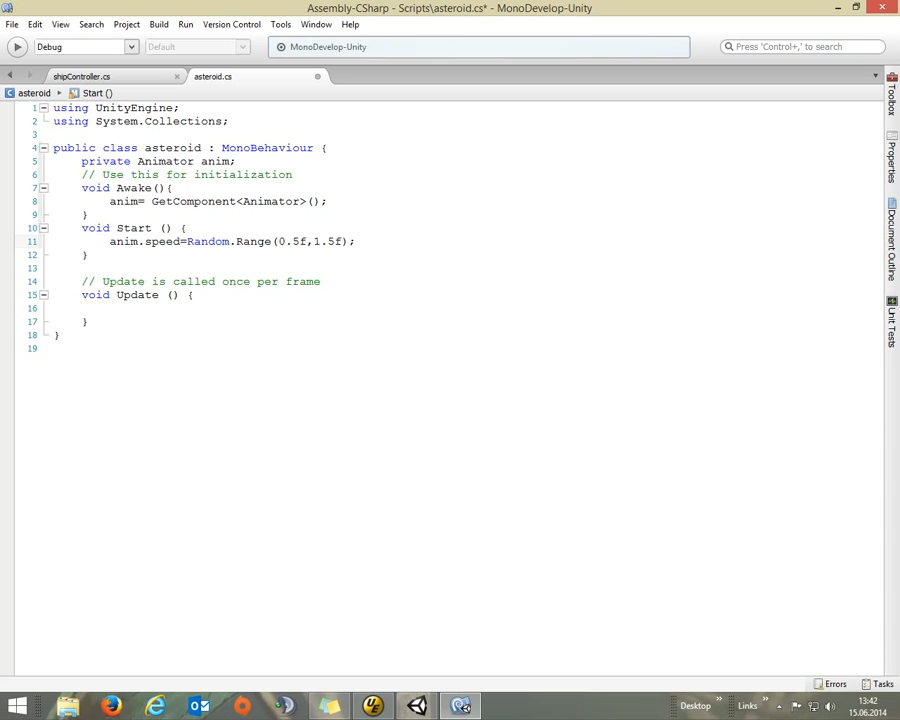 Assembly-CSharp - Scripts\asteroid.cs* - MonoDevelop-Unity
File Edit View Search Project Build Run Version Control Tools Window Help
Debug Default MonoDevelop-Unity Press 'Control+,' to search
shipController.cs asteroid.cs
asteroid Start ()
1 using UnityEngine;
2 using System.Collections;
3
4 public class asteroid : MonoBehaviour {
5 private Animator anim;
6 // Use this for initialization
7 void Awake(){
8 anim= GetComponent<Animator>();
9 }
10 void Start () {
11 anim.speed=Random.Range(0.5f,1.5f);
12 }
13
14 // Update is called once per frame
15 void Update () {
16
17 }
18 }
19
Toolbox
Properties
Document Outline
Unit Tests
Errors Tasks
Desktop » Links » 13:42
15.06.2014